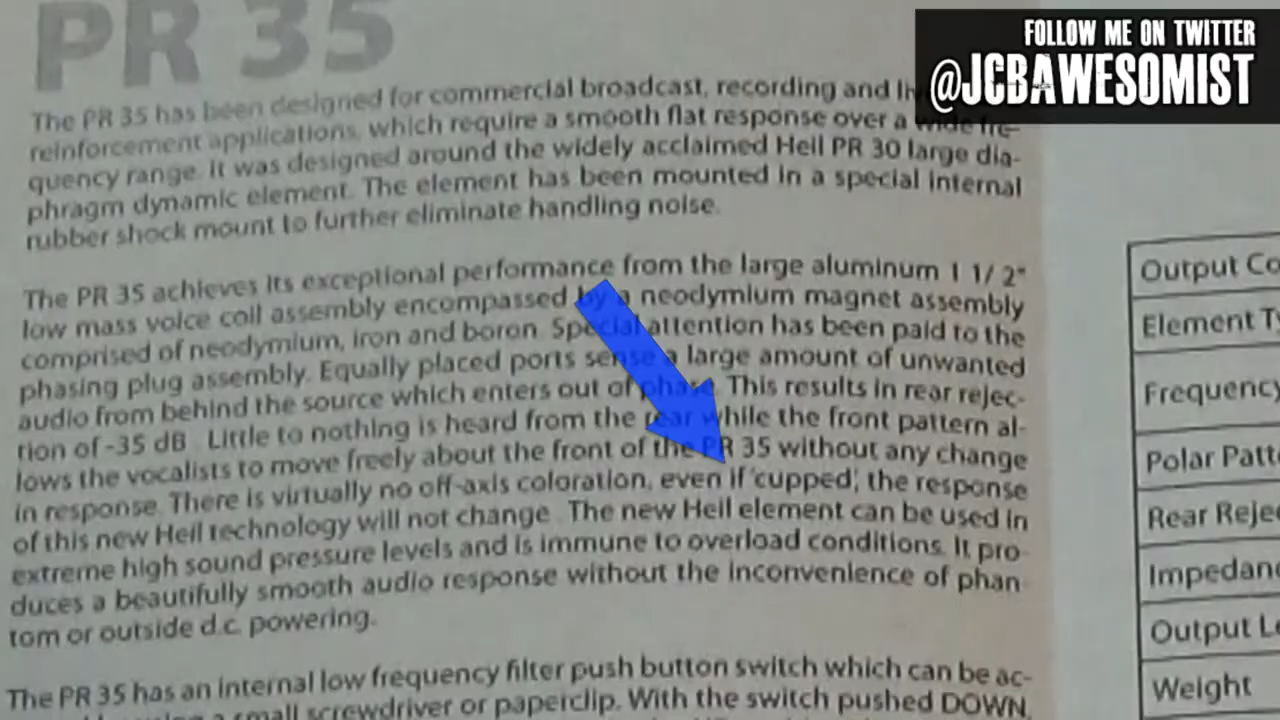 PR 35
FOLLOW ME ON TWITTER
@JCBAWESOMIST
The PR 35 has been designed for commercial broadcast, recording and
reinforcement applications, which require a smooth flat response over a wide fre-
quency range. It was designed around the widely acclaimed Heil PR 30 large dia-
phragm dynamic element. The element has been mounted in a special internal
rubber shock mount to further eliminate handling noise.
The PR 35 achieves its exceptional performance from the large aluminum 1 1/2"
low mass voice coil assembly encompassed by a neodymium magnet assembly
comprised of neodymium, iron and boron. Special attention has been paid to the
phasing plug assembly. Equally placed ports sense a large amount of unwanted
audio from behind the source which enters out of phase. This results in rear rejec-
tion of -35 dB. Little to nothing is heard from the rear while the front pattern al-
lows the vocalists to move freely about the front of the PR 35 without any change
in response. There is virtually no off-axis coloration, even if 'cupped', the response
of this new Heil technology will not change. The new Heil element can be used in
extreme high sound pressure levels and is immune to overload conditions. It pro-
duces a beautifully smooth audio response without the inconvenience of phan-
tom or outside d.c. powering.
The PR 35 has an internal low frequency filter push button switch which can be ac-
a small screwdriver or paperclip. With the switch pushed DOWN,
Output Co
Element T
Frequency
Polar Patt
Rear Reje
Impedan
Output Le
Weight